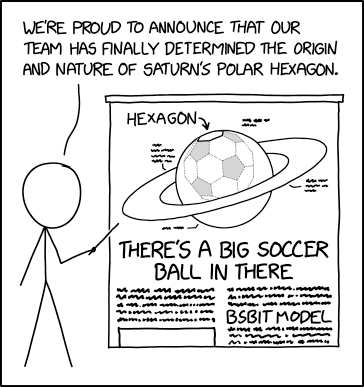 WE'RE PROUD TO ANNOUNCE THAT OUR
TEAM HAS FINALLY DETERMINED THE ORIGIN
AND NATURE OF SATURN'S POLAR HEXAGON.
HEXAGON
THERE'S A BIG SOCCER
BALL IN THERE
BSBIT MODEL